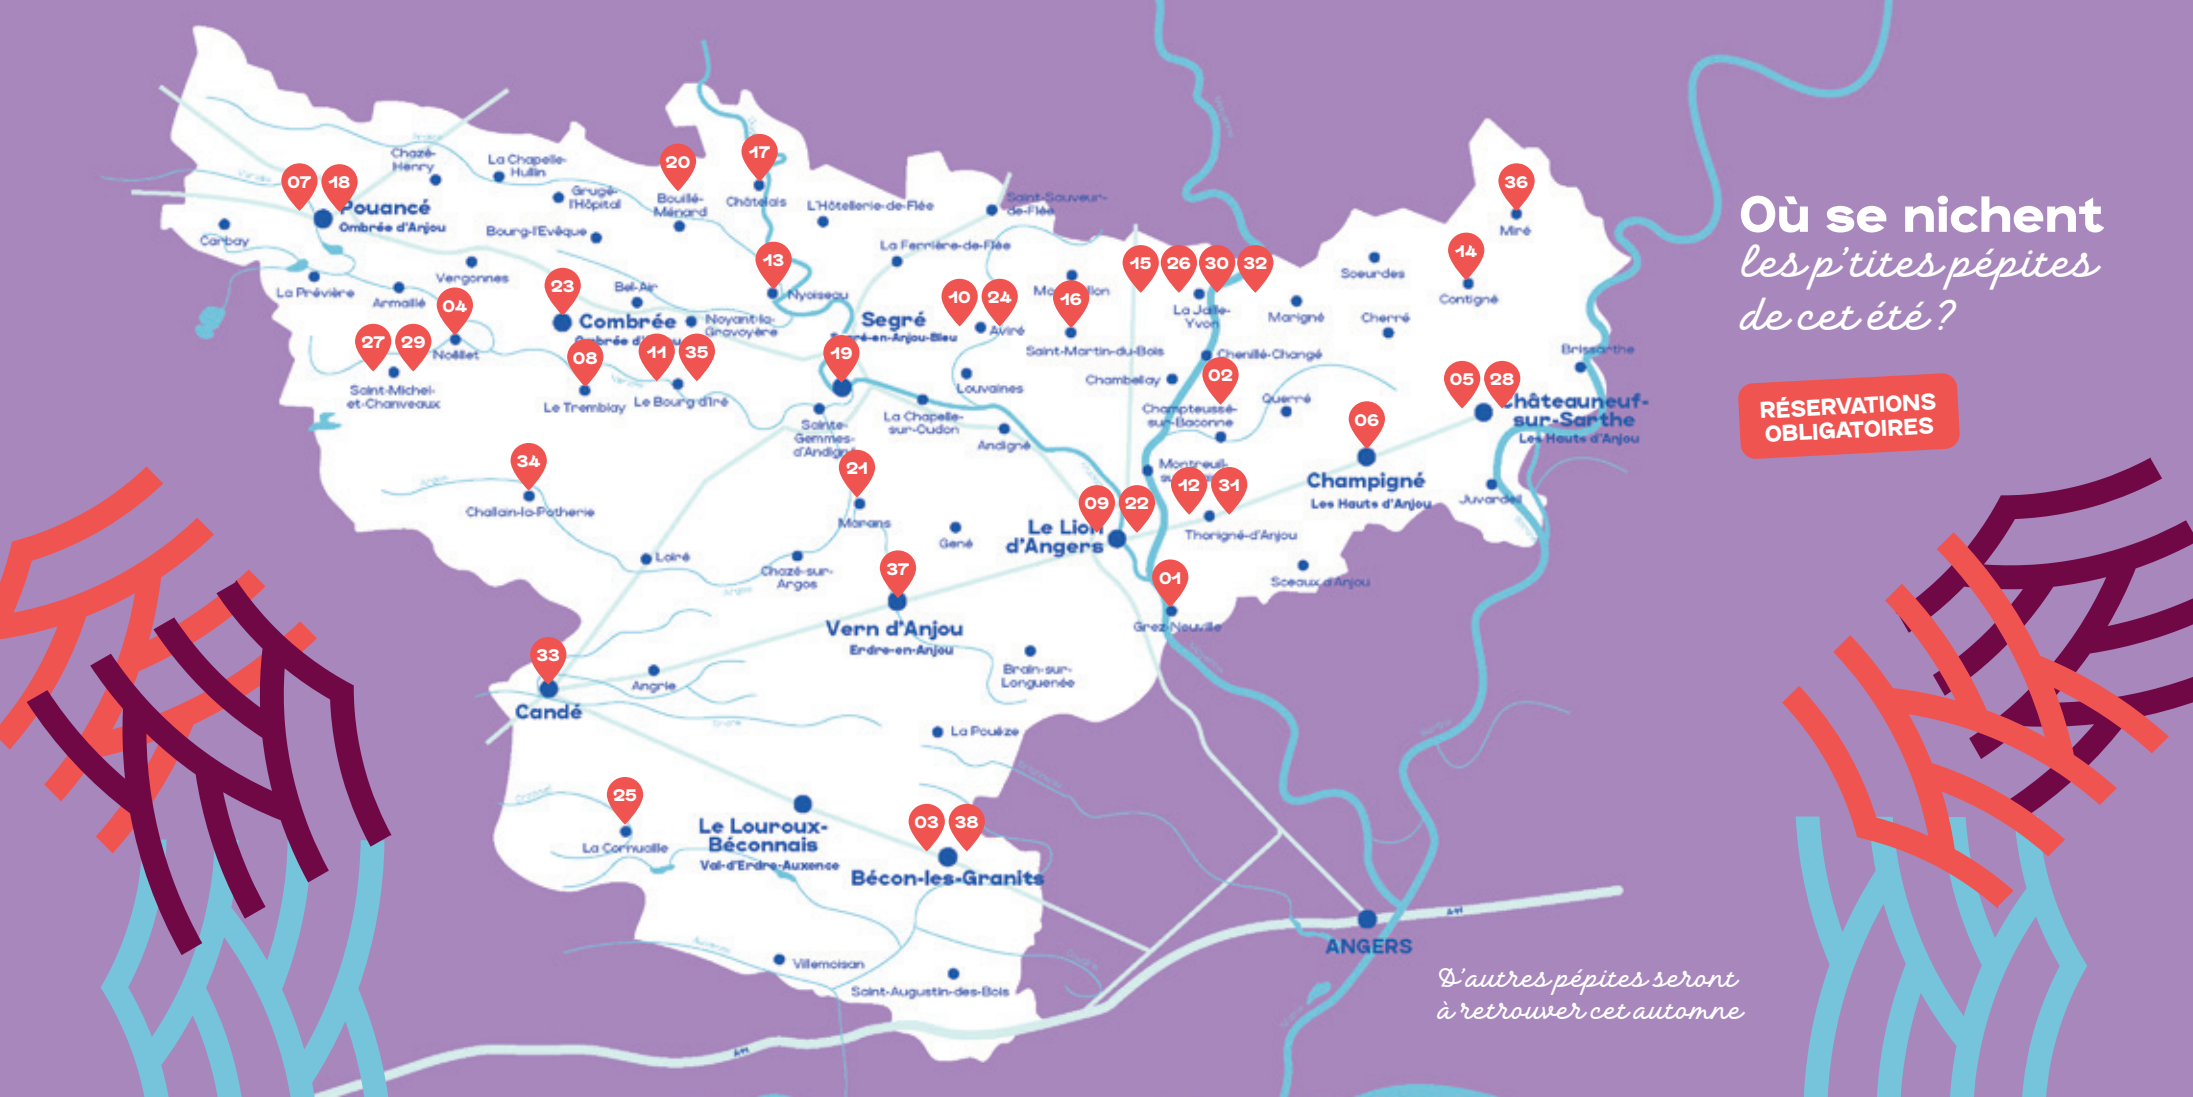 Où se nichent
les p'tites pépites
de cet été ?
RÉSERVATIONS
OBLIGATOIRES
07
18
Pouancé
Ombrée d'Anjou
Chazé-
Henry
La Chapelle-
Hullin
Grugé-
l'Hôpital
Bourg-l'Evêque
Carbay
La Prévière
Armaillé
Vergonnes
20
Bouillé-
Ménard
17
Châtelais
L'Hôtellerie-de-Flée
Saint-Sauveur-
de-Flée
La Ferrière-de-Flée
13
Nyoiseau
04
Noëllet
23
Combrée
Bel-Air
Noyant-la-
Gravoyère
27
29
Saint-Michel-
et-Chanveaux
08
Le Tremblay
11
35
Le Bourg d'Iré
Segré
Segré-en-Anjou-Bleu
19
10
24
Aviré
Louvaines
16
Saint-Martin-du-Bois
15
26
30
32
La Jaille-
Yvon
Chenillé-Changé
Marigné
Soeurdes
Cherré
14
Contigné
36
Miré
Brissarthe
Chambellay
02
Champteussé-
sur-Baconne
Querré
05
28
Châteauneuf-
sur-Sarthe
Les Hauts d'Anjou
06
Champigné
Les Hauts d'Anjou
Juvardeil
Sainte-
Gemmes-
d'Andigné
La Chapelle-
sur-Oudon
Andigné
34
Challain-la-Potherie
21
Marans
Gené
09
22
Le Lion
d'Angers
Montreuil-
12
31
Thorigné-d'Anjou
Sceaux d'Anjou
Loiré
Chazé-sur-
Argos
37
Vern d'Anjou
Erdre-en-Anjou
01
Grez-Neuville
Brain-sur-
Longuenée
33
Candé
Angrie
La Pouëze
25
La Cornuaille
Le Louroux-
Béconnais
Val-d'Erdre-Auxence
03
38
Bécon-les-Granits
Villemoisan
Saint-Augustin-des-Bois
ANGERS
A11
A11
D'autres pépites seront
à retrouver cet automne